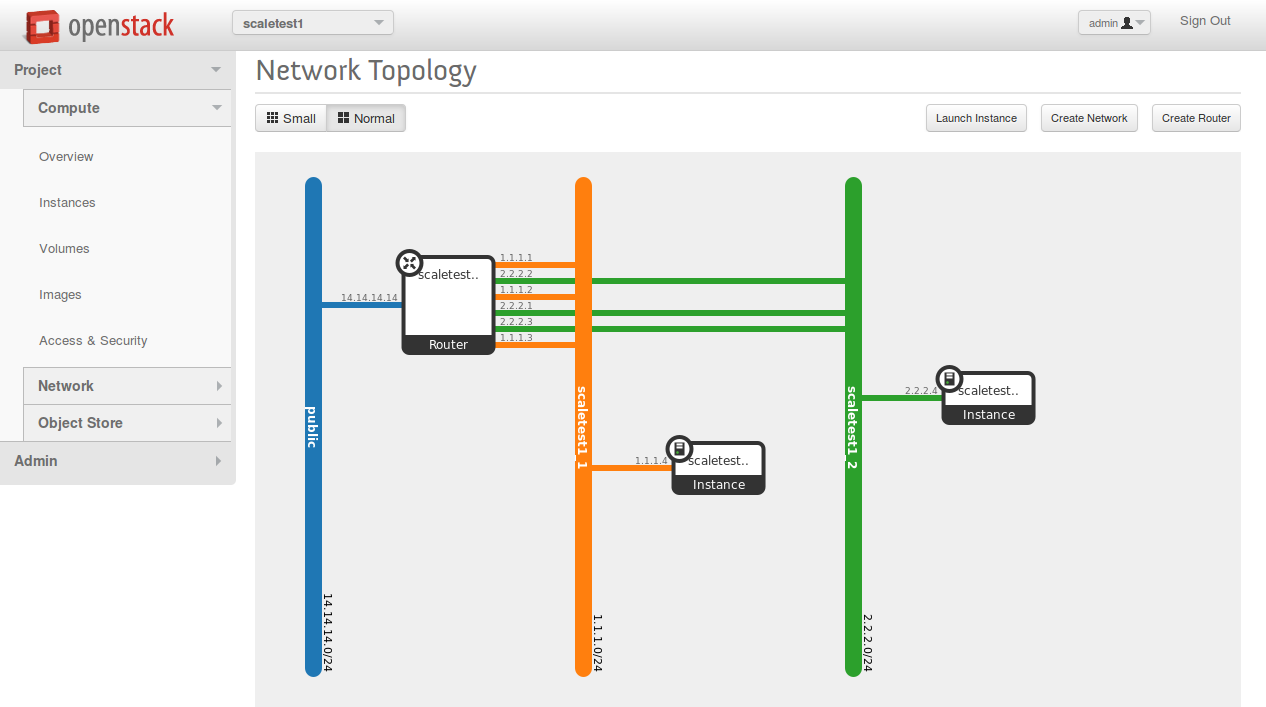 openstack
scaletest1
admin
Sign Out
Project
Compute
Overview
Instances
Volumes
Images
Access & Security
Network
Object Store
Admin
Network Topology
Small
Normal
Launch Instance
Create Network
Create Router
public
14.14.14.0/24
14.14.14.14
scaletest..
Router
1.1.1.1
2.2.2.2
1.1.1.2
2.2.2.1
2.2.2.3
1.1.1.3
scaletest1_1
1.1.1.0/24
1.1.1.4
scaletest..
Instance
scaletest1_2
2.2.2.0/24
2.2.2.4
scaletest..
Instance